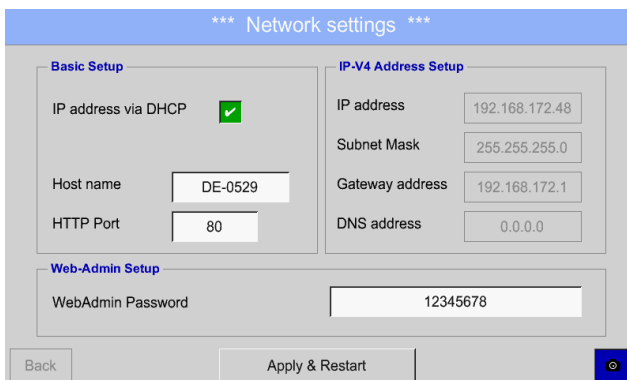 *** Network settings ***
Basic Setup
IP address via DHCP
Host name
DE-0529
HTTP Port
80
IP-V4 Address Setup
IP address
192.168.172.48
Subnet Mask
255.255.255.0
Gateway address
192.168.172.1
DNS address
0.0.0.0
Web-Admin Setup
WebAdmin Password
12345678
Back
Apply & Restart